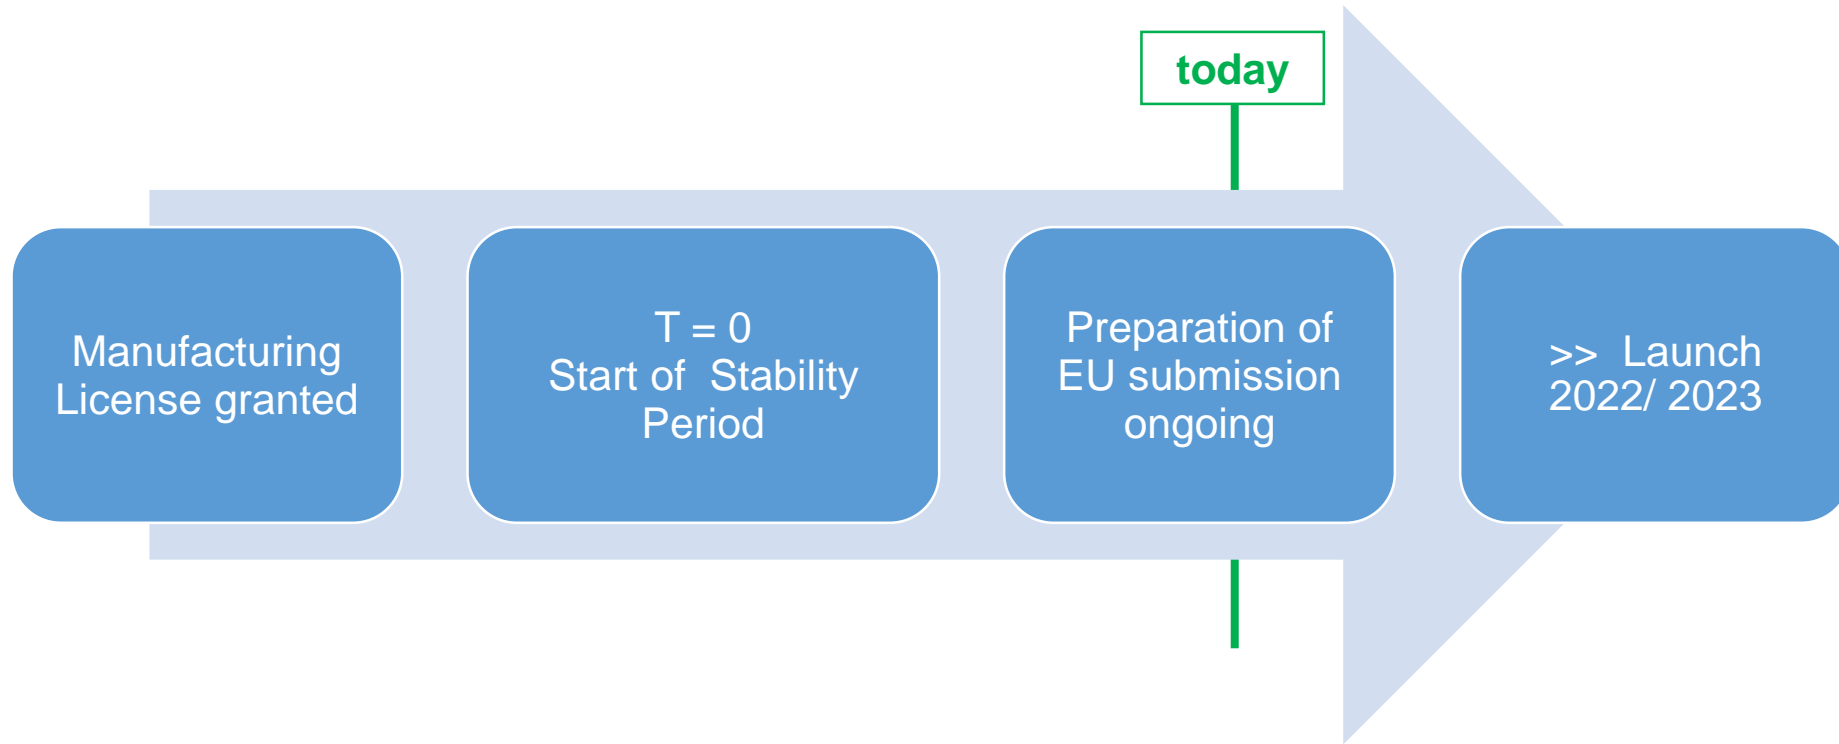 today
Manufacturing
License granted
T = 0
Start of  Stability
Period
Preparation of
EU submission
ongoing
>>  Launch
2022/ 2023